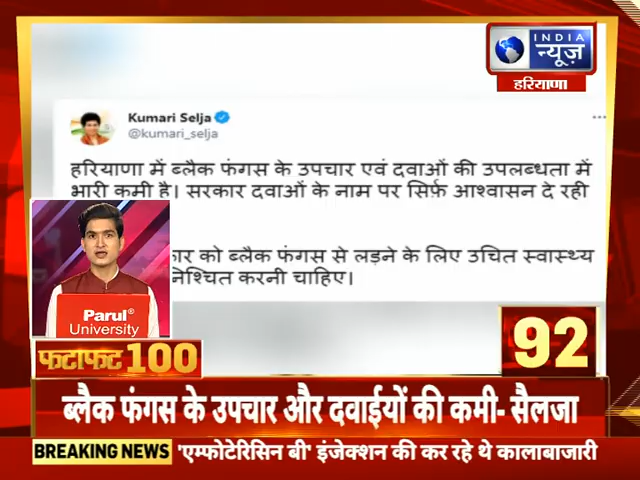 INDIA
न्यूज़
हरियाणा
Kumari Selja
@kumari_selja
हरियाणा में ब्लैक फंगस के उपचार एवं दवाओं की उपलब्धता में
भारी कमी है। सरकार दवाओं के नाम पर सिर्फ़ आश्वासन दे रही
को ब्लैक फंगस से लड़ने के लिए उचित स्वास्थ्य
करनी चाहिए।
Parul®
University
फटाफट 100
92
ब्लैक फंगस के उपचार और दवाईयों की कमी- सैलजा
BREAKING NEWS 'एम्फोटेरिसिन बी' इंजेक्शन की कर रहे थे कालाबाजारी